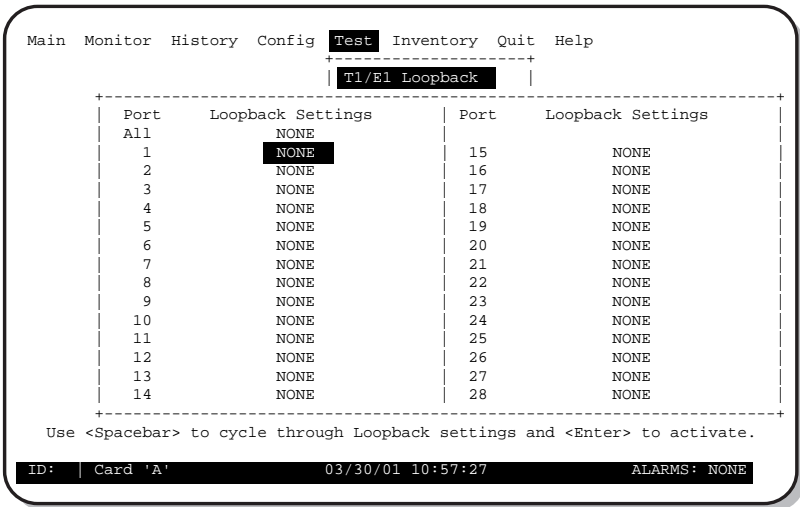 Main  Monitor  History  Config  Test  Inventory  Quit  Help
T1/E1 Loopback
Port  Loopback Settings | Port  Loopback Settings
All  NONE
1  NONE | 15  NONE
2  NONE | 16  NONE
3  NONE | 17  NONE
4  NONE | 18  NONE
5  NONE | 19  NONE
6  NONE | 20  NONE
7  NONE | 21  NONE
8  NONE | 22  NONE
9  NONE | 23  NONE
10  NONE | 24  NONE
11  NONE | 25  NONE
12  NONE | 26  NONE
13  NONE | 27  NONE
14  NONE | 28  NONE
Use <Spacebar> to cycle through Loopback settings and <Enter> to activate.
ID:  | Card 'A'  03/30/01 10:57:27  ALARMS: NONE